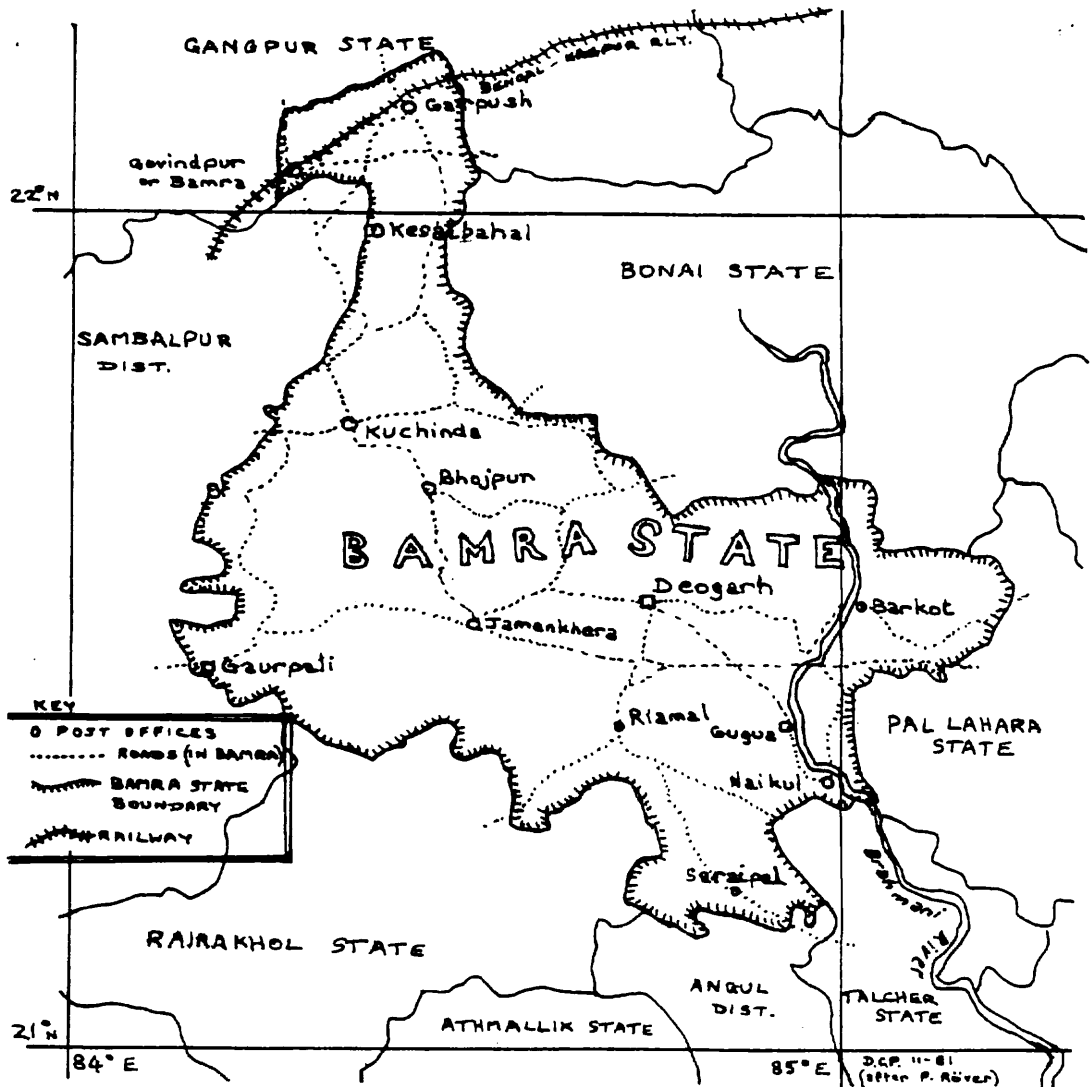 GANGPUR STATE
BENGAL - NAGPUR RLY.
Garpush
Govindpur
or Bamra
22°N
Kesaibahal
BONAI STATE
SAMBALPUR
DIST.
Kuchinda
Bhojpur
BAMRA STATE
Deogarh
Barkot
Jamankhera
Gaurpali
KEY
O POST OFFICES
ROADS (IN BAMRA)
BAMRA STATE
BOUNDARY
RAILWAY
Riamal
Gugua
PAL LAHARA
STATE
Naikul
Saraipal
Brahmani
River
RAIRAKHOL STATE
ANGUL
DIST.
TALCHER
STATE
ATHMALLIK STATE
21°N
84° E
85° E
D.G.P. 11-81
(after P. Röver)